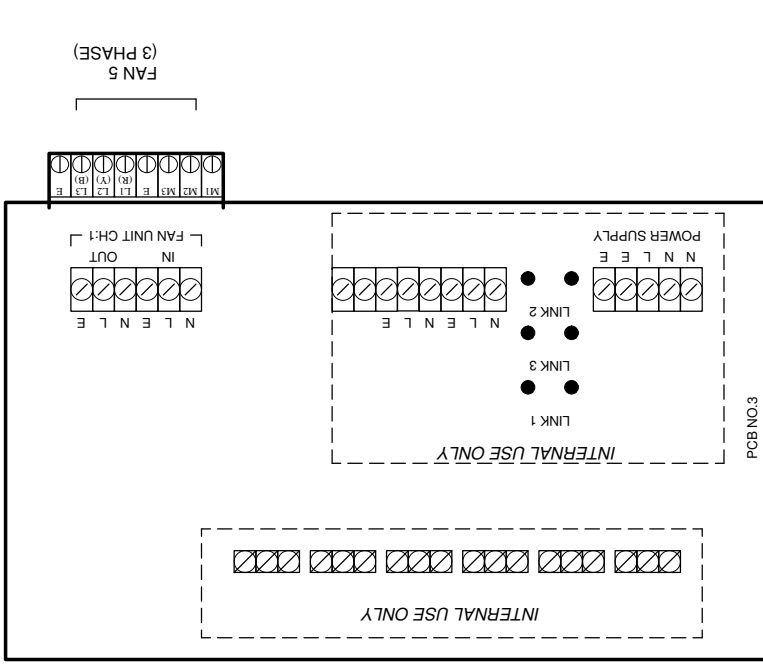 INTERNAL USE ONLY
PCB NO.3
INTERNAL USE ONLY
LINK 1
LINK 3
LINK 2
N N L E E
POWER SUPPLY
N L E N L E
N L E N L E
IN OUT
FAN UNIT CH:1
M1 M2 M3 E L1 L2 L3 E
(R) (Y) (B)
FAN 5
(3 PHASE)